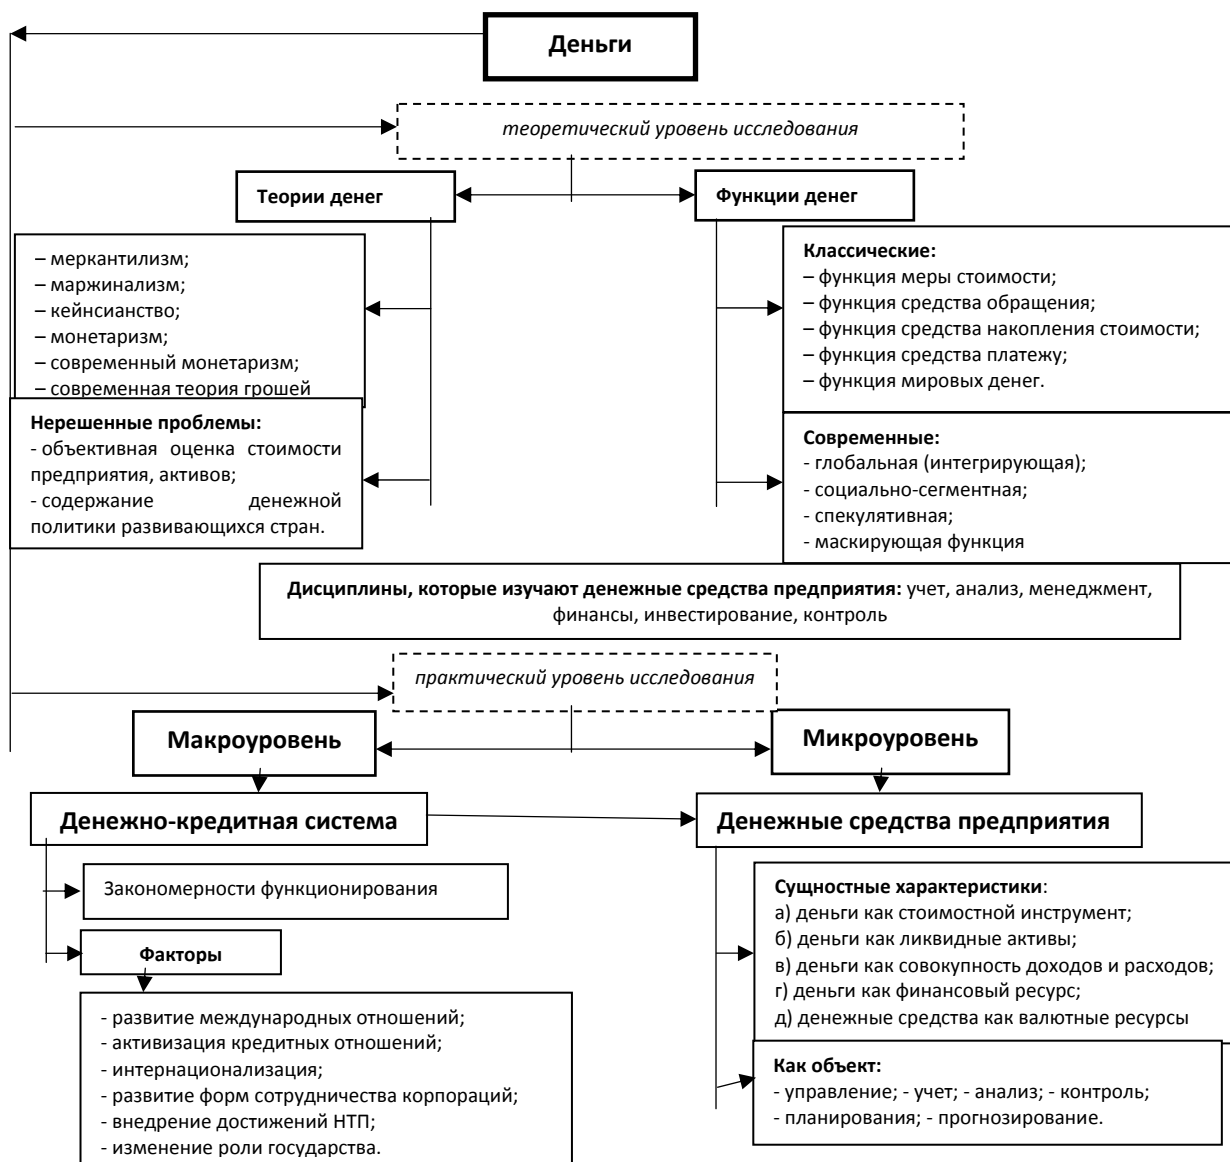 Деньги
теоретический уровень исследования
Теории денег
Функции денег
– меркантилизм;
– маржинализм;
– кейнсианство;
– монетаризм;
– современный монетаризм;
– современная теория грошей
Классические:
– функция меры стоимости;
– функция средства обращения;
– функция средства накопления стоимости;
– функция средства платежу;
– функция мировых денег.
Нерешенные проблемы:
- объективная оценка стоимости
предприятия, активов;
- содержание денежной
политики развивающихся стран.
Современные:
- глобальная (интегрирующая);
- социально-сегментная;
- спекулятивная;
- маскирующая функция
Дисциплины, которые изучают денежные средства предприятия: учет, анализ, менеджмент,
финансы, инвестирование, контроль
практический уровень исследования
Макроуровень
Микроуровень
Денежно-кредитная система
Денежные средства предприятия
Закономерности функционирования
Факторы
- развитие международных отношений;
- активизация кредитных отношений;
- интернационализация;
- развитие форм сотрудничества корпораций;
- внедрение достижений НТП;
- изменение роли государства.
Сущностные характеристики:
а) деньги как стоимостной инструмент;
б) деньги как ликвидные активы;
в) деньги как совокупность доходов и расходов;
г) деньги как финансовый ресурс;
д) денежные средства как валютные ресурсы
Как объект:
- управление; - учет; - анализ; - контроль;
- планирования; - прогнозирование.